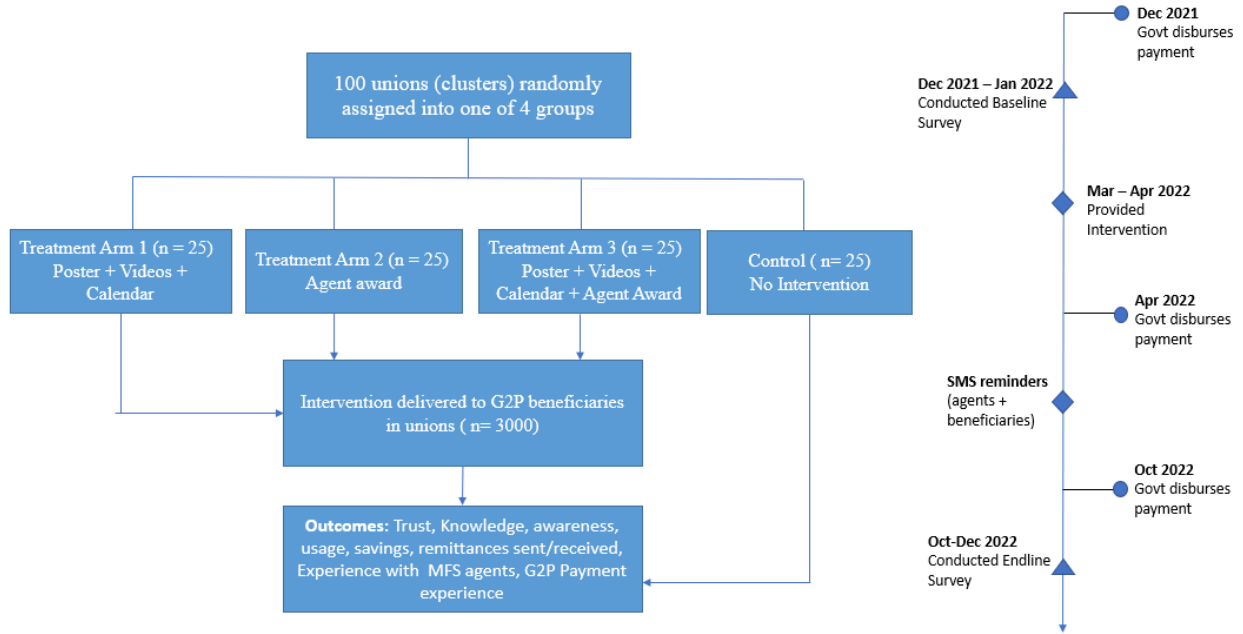 100 unions (clusters) randomly
assigned into one of 4 groups
Treatment Arm 1 (n = 25)
Poster + Videos +
Calendar
Treatment Arm 2 (n = 25)
Agent award
Treatment Arm 3 (n = 25)
Poster + Videos +
Calendar + Agent Award
Control ( n= 25)
No Intervention
Intervention delivered to G2P beneficiaries
in unions ( n= 3000)
Outcomes: Trust, Knowledge, awareness,
usage, savings, remittances sent/received,
Experience with MFS agents, G2P Payment
experience
Dec 2021
Govt disburses
payment
Dec 2021 – Jan 2022
Conducted Baseline
Survey
Mar – Apr 2022
Provided
Intervention
Apr 2022
Govt disburses
payment
SMS reminders
(agents +
beneficiaries)
Oct 2022
Govt disburses
payment
Oct-Dec 2022
Conducted Endline
Survey